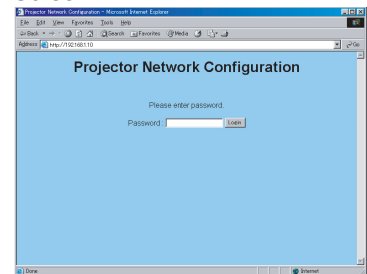 Projector Network Configuration - Microsoft Internet Explorer
File Edit View Favorites Tools Help
Back Search Favorites Media
Address http://192.168.1.10 Go
Projector Network Configuration
Please enter password.
Password: Login
Done Internet